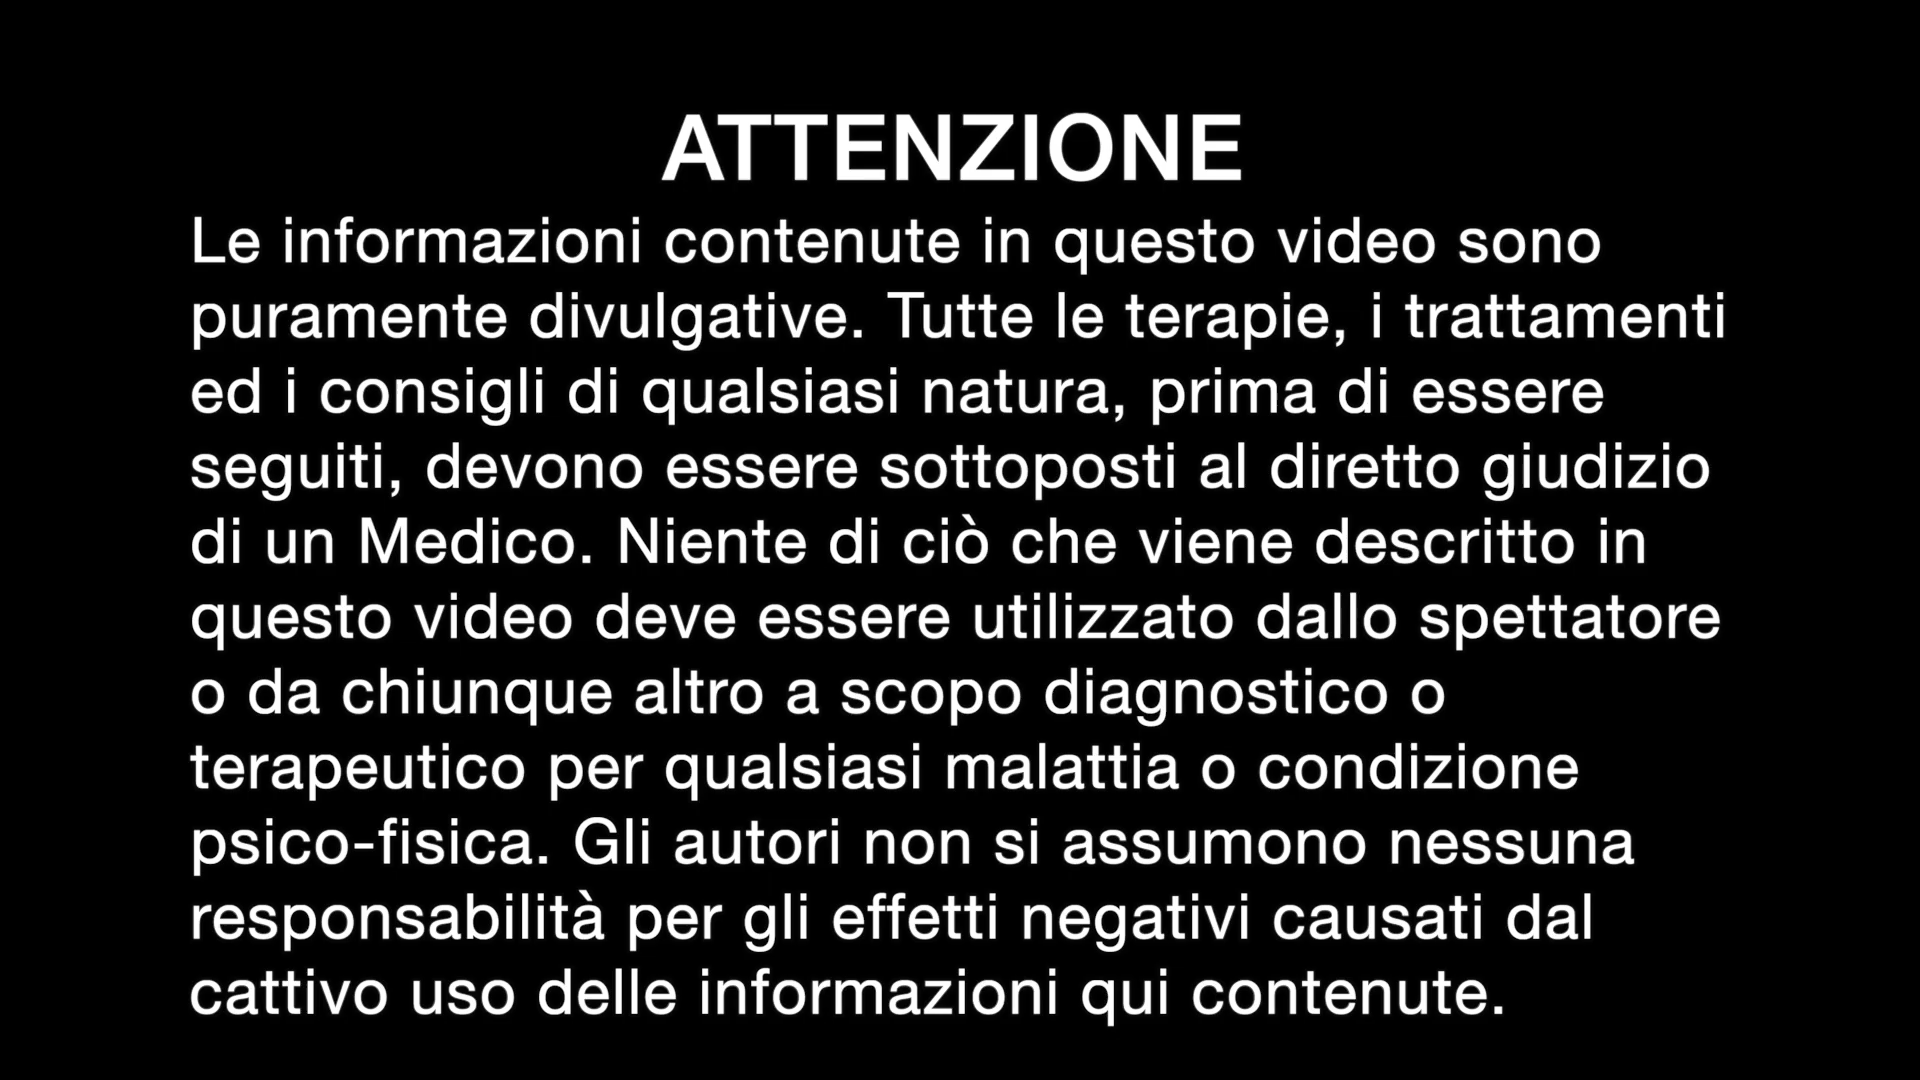 ATTENZIONE
Le informazioni contenute in questo video sono
puramente divulgative. Tutte le terapie, i trattamenti
ed i consigli di qualsiasi natura, prima di essere
seguiti, devono essere sottoposti al diretto giudizio
di un Medico. Niente di ciò che viene descritto in
questo video deve essere utilizzato dallo spettatore
o da chiunque altro a scopo diagnostico o
terapeutico per qualsiasi malattia o condizione
psico-fisica. Gli autori non si assumono nessuna
responsabilità per gli effetti negativi causati dal
cattivo uso delle informazioni qui contenute.